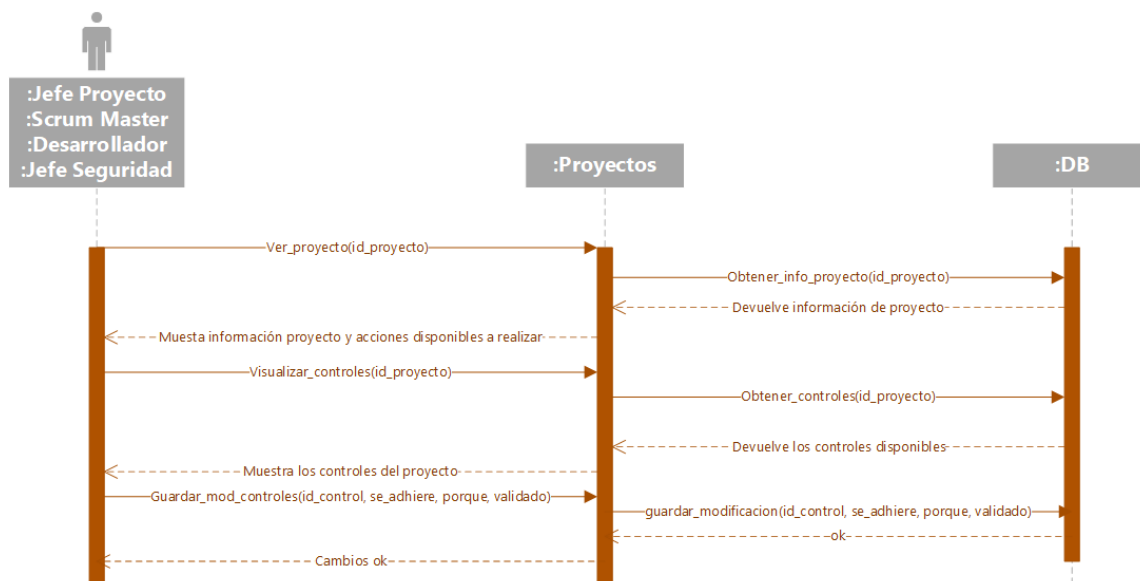 :Jefe Proyecto
:Scrum Master
:Desarrollador
:Jefe Seguridad
:Proyectos
:DB
Ver_proyecto(id_proyecto)
Obtener_info_proyecto(id_proyecto)
Devuelve información de proyecto
Muesta información proyecto y acciones disponibles a realizar
Visualizar_controles(id_proyecto)
Obtener_controles(id_proyecto)
Devuelve los controles disponibles
Muestra los controles del proyecto
Guardar_mod_controles(id_control, se_adhiere, porque, validado)
guardar_modificacion(id_control, se_adhiere, porque, validado)
ok
Cambios ok